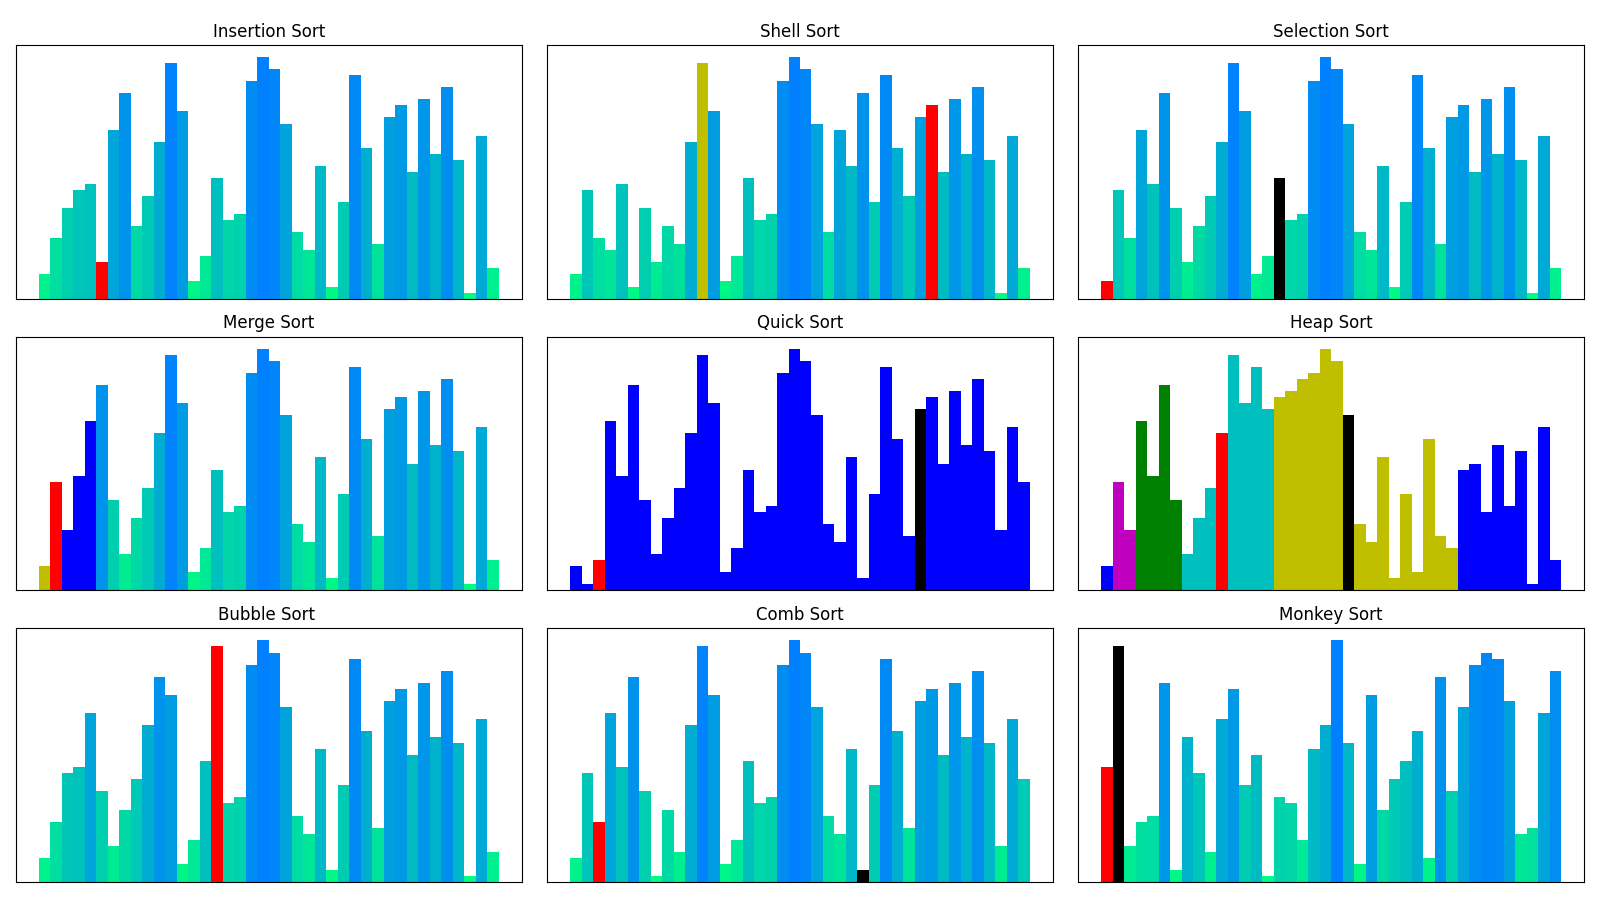 Insertion Sort
Shell Sort
Selection Sort
Merge Sort
Quick Sort
Heap Sort
Bubble Sort
Comb Sort
Monkey Sort